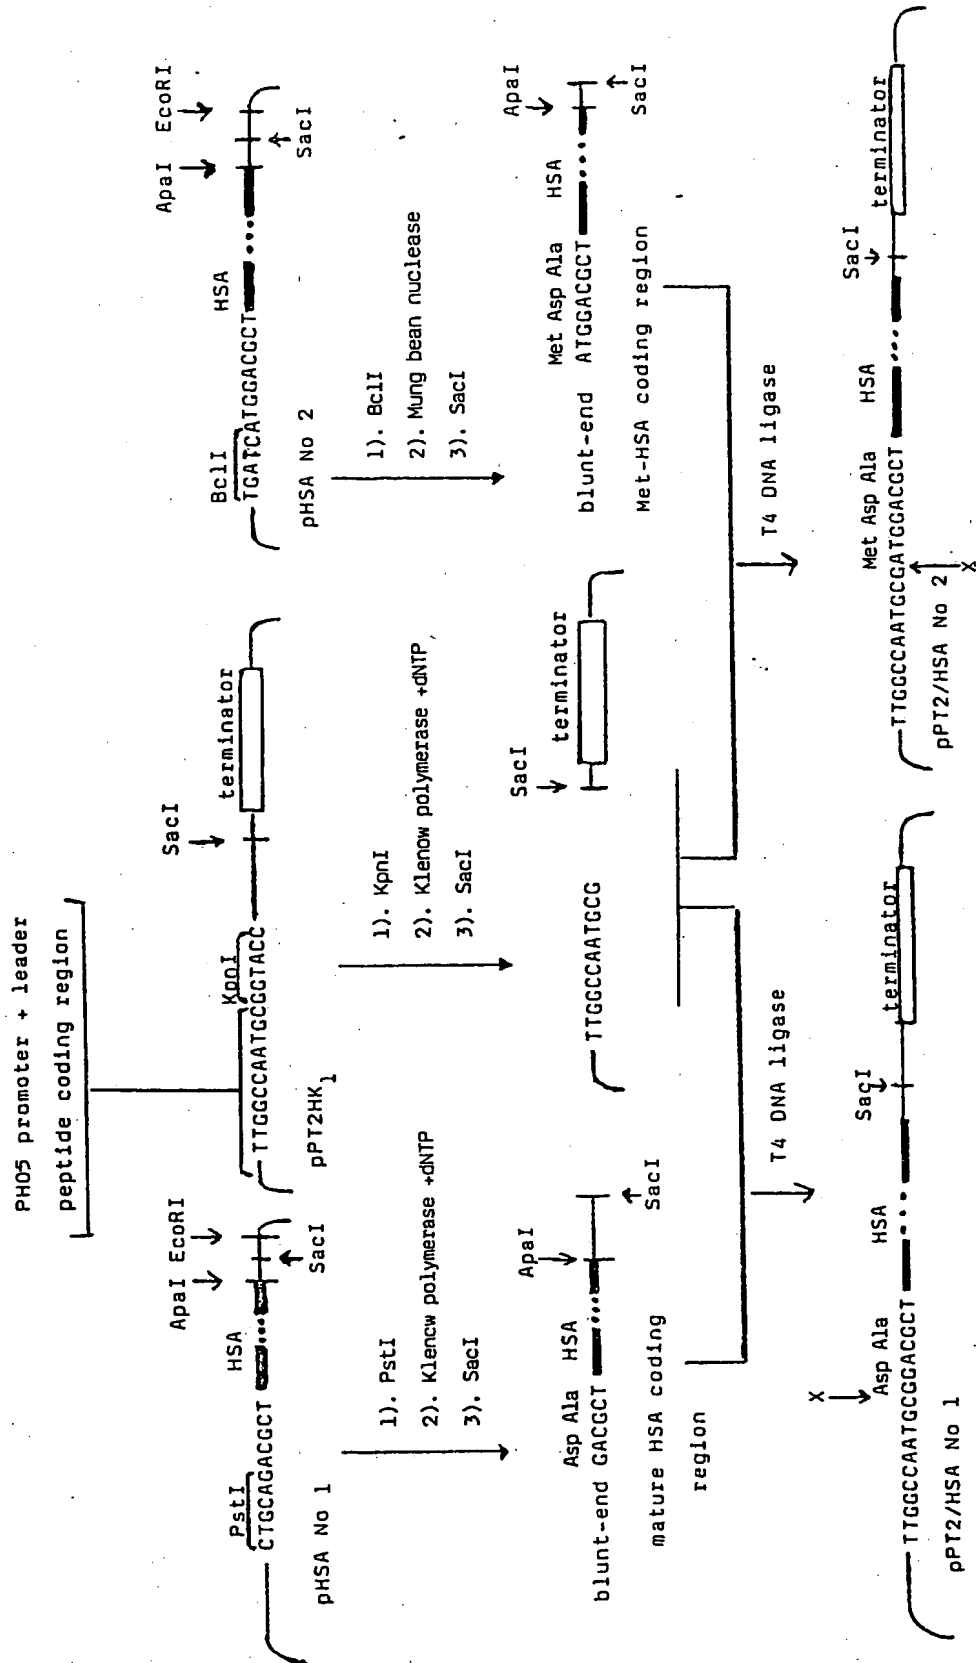 PHO5 promoter + leader
peptide coding region
ApaI EcoRI
HSA
PstI
CTGCAGACGCT
SacI
pHSA No 1
KpnI
TTGGCCAATGCGGTACC
SacI
terminator
pPT2HK1
ApaI EcoRI
HSA
BclI
TGATCATGGACGCT
SacI
pHSA No 2
1). PstI
2). Klencw polymerase +dNTP
3). SacI
1). KpnI
2). Klenow polymerase +dNTP
3). SacI
1). BclI
2). Mung bean nuclease
3). SacI
Asp Ala HSA
ApaI
blunt-end GACGCT
SacI
mature HSA coding
region
TTGGCCAATGCG
SacI
terminator
Met Asp Ala HSA
ApaI
blunt-end ATGGACGCT
SacI
Met-HSA coding region
T4 DNA ligase
T4 DNA ligase
X
Asp Ala HSA
SacI
terminator
TTGGCCAATGCGGACGCT
pPT2/HSA No 1
Met Asp Ala HSA
SacI
terminator
TTGGCCAATGCGATGGACGCT
pPT2/HSA No 2
X